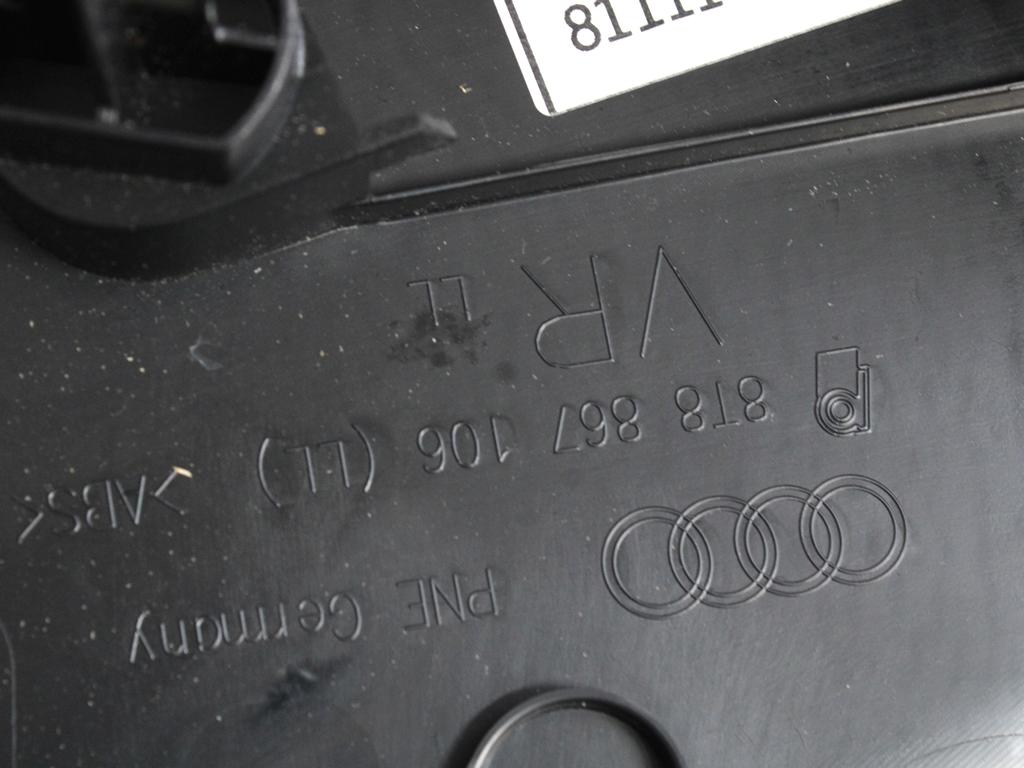 81111
VR LL
8T8 867 106 (LL) >ABS<
PNE Germany